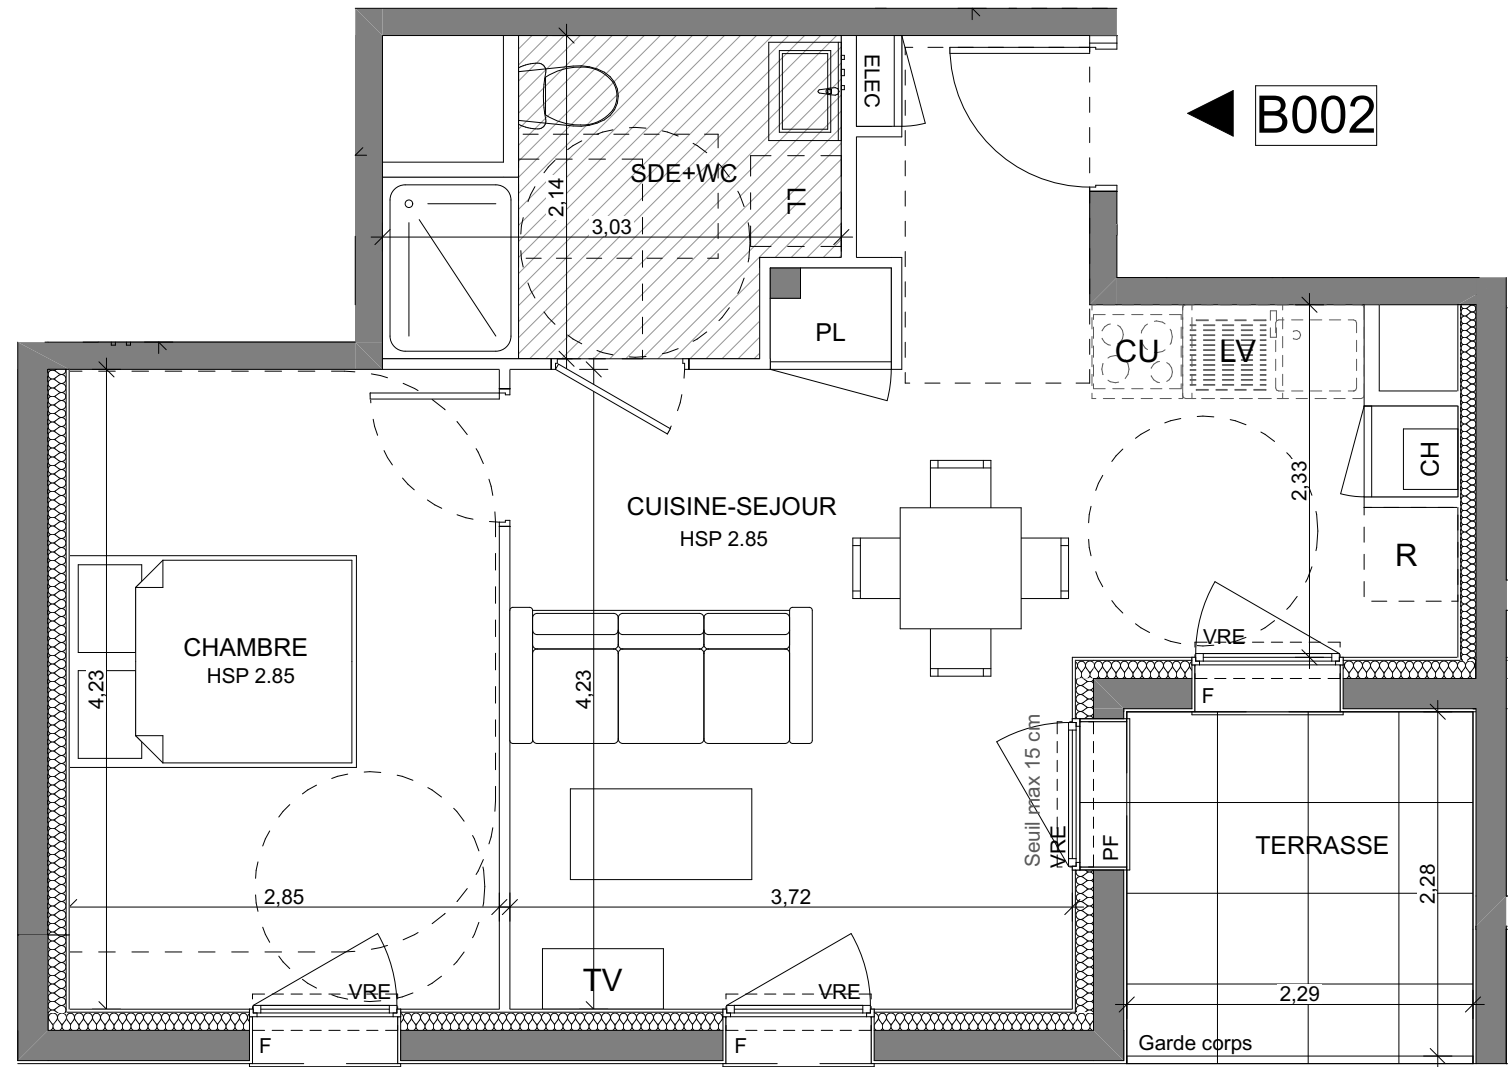 ELEC
B002
SDE+WC
2,14
LL
3,03
PL
CU
LV
CH
2,33
CUISINE-SEJOUR
HSP 2.85
R
CHAMBRE
HSP 2.85
4,23
4,23
VRE
F
Seuil max 15 cm
VRE
PF
TERRASSE
2,28
2,85
3,72
TV
VRE
VRE
2,29
F
F
Garde corps